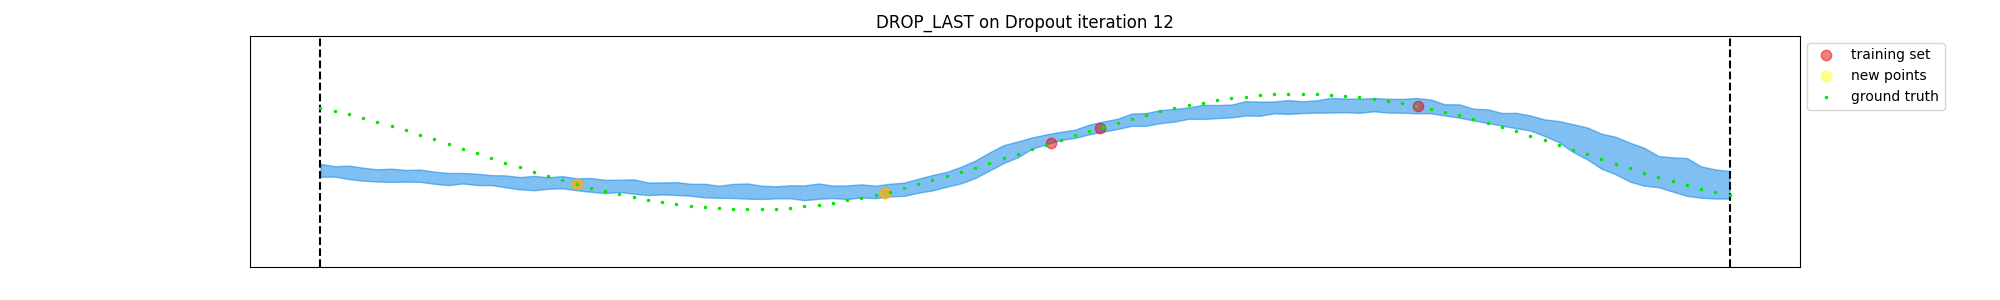 DROP_LAST on Dropout iteration 12
training set
new points
ground truth